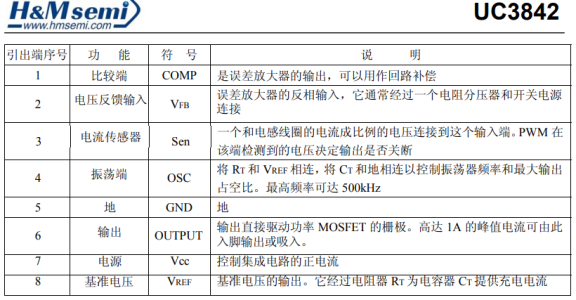 H&M semi
www.hmsemi.com
UC3842
引出端序号 功 能 符 号 说 明
1 比较端 COMP 是误差放大器的输出，可以用作回路补偿
2 电压反馈输入 VFB 误差放大器的反相输入，它通常经过一个电阻分压器和开关电源
连接
3 电流传感器 Sen 一个和电感线圈的电流成比例的电压连接到这个输入端。PWM 在
该端检测到的电压决定输出是否关断
4 振荡端 OSC 将 RT 和 VREF 相连，将 CT 和地相连以控制振荡器频率和最大输出
占空比。最高频率可达 500kHz
5 地 GND 地
6 输出 OUTPUT 输出直接驱动功率 MOSFET 的栅极。高达 1A 的峰值电流可由此
入脚输出或吸入。
7 电源 Vcc 控制集成电路的正电流
8 基准电压 VREF 基准电压的输出。它经过电阻器 RT 为电容器 CT 提供充电电流